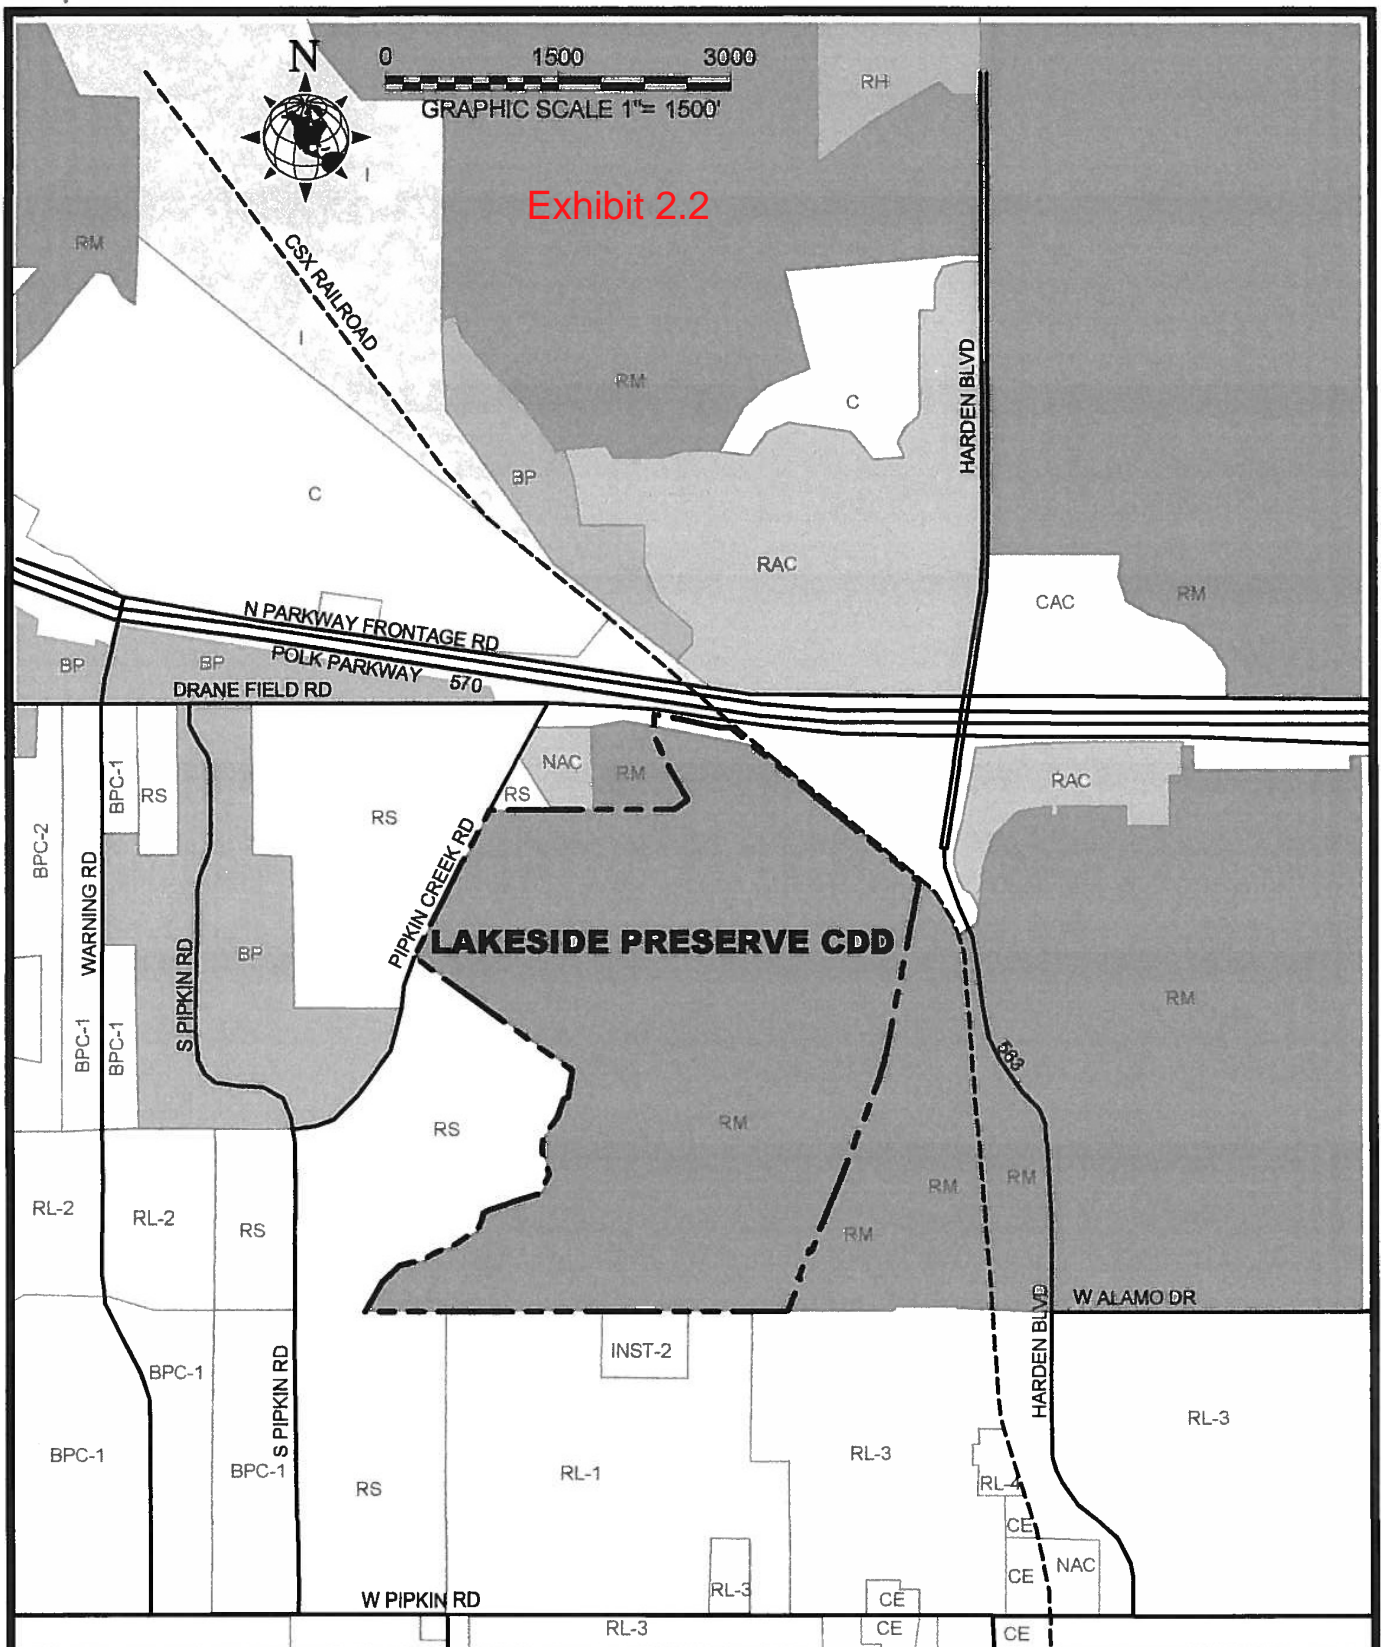 N
0 1500 3000
GRAPHIC SCALE 1"= 1500'
RH
I
Exhibit 2.2
RM
CSX RAILROAD
I
RM
C
HARDEN BLVD
BP
C
RAC
CAC
RM
N PARKWAY FRONTAGE RD
POLK PARKWAY
570
BP
BP
DRANE FIELD RD
NAC
RM
RAC
BPC-1
RS
RS
RS
BPC-2
PIPKIN CREEK RD
WARNING RD
LAKESIDE PRESERVE CDD
S PIPKIN RD
BP
RM
BPC-1
BPC-1
563
RS
RM
RM
RM
RL-2
RL-2
RS
RM
W ALAMO DR
HARDEN BLVD
INST-2
BPC-1
S PIPKIN RD
RL-3
BPC-1
BPC-1
RS
RL-1
RL-3
RL-4
CE
NAC
CE
RL-3
CE
W PIPKIN RD
RL-3
CE
CE